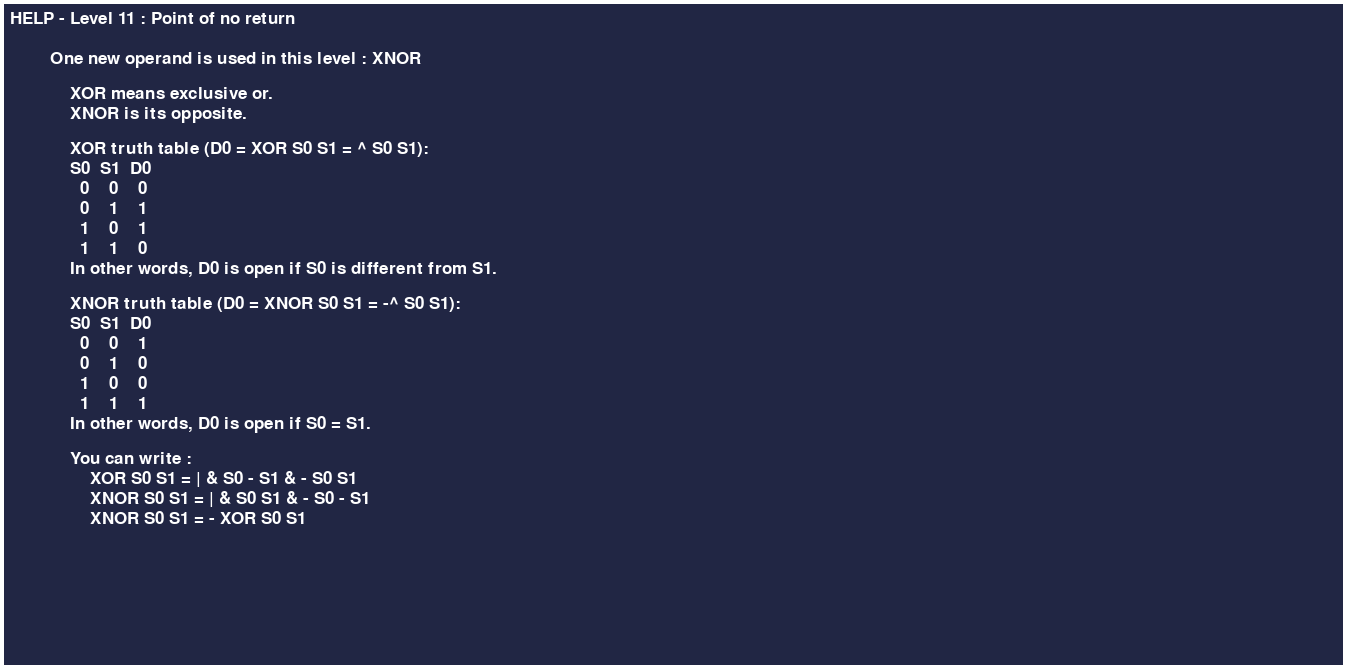 HELP - Level 11 : Point of no return
One new operand is used in this level : XNOR
XOR means exclusive or.
XNOR is its opposite.
XOR truth table (D0 = XOR S0 S1 = ^ S0 S1):
S0 S1 D0
0 0 0
0 1 1
1 0 1
1 1 0
In other words, D0 is open if S0 is different from S1.
XNOR truth table (D0 = XNOR S0 S1 = -^ S0 S1):
S0 S1 D0
0 0 1
0 1 0
1 0 0
1 1 1
In other words, D0 is open if S0 = S1.
You can write :
XOR S0 S1 = | & S0 - S1 & - S0 S1
XNOR S0 S1 = | & S0 S1 & - S0 - S1
XNOR S0 S1 = - XOR S0 S1